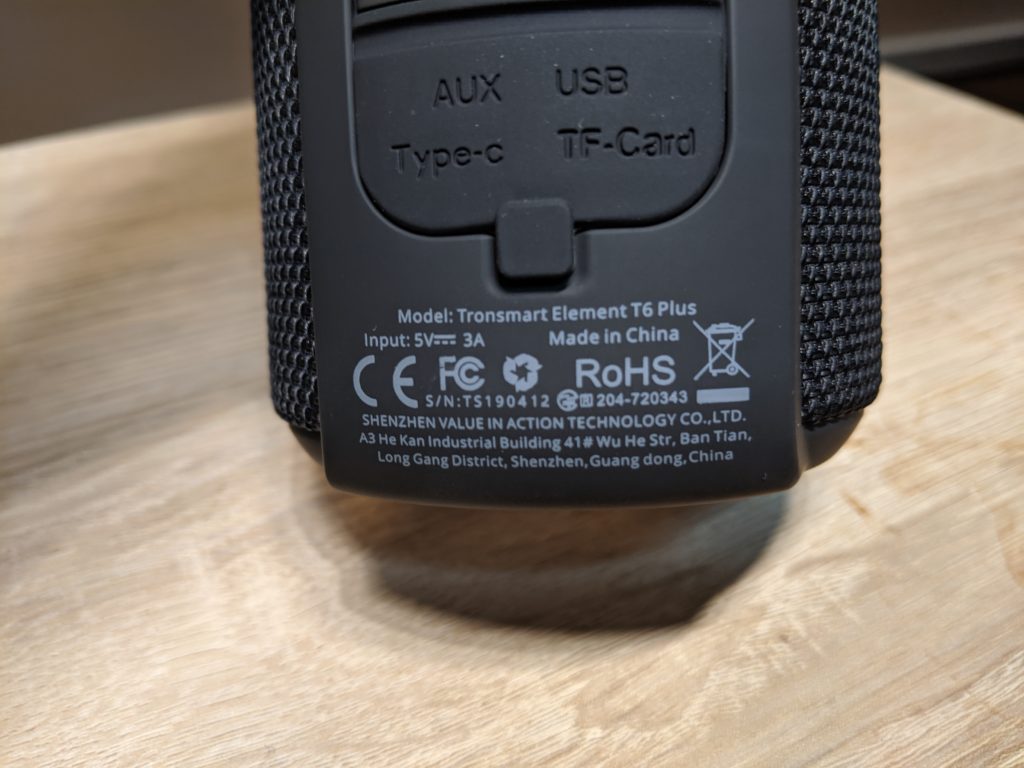 AUX USB
Type-c TF-Card
Model: Tronsmart Element T6 Plus
Input: 5V⎓ 3A Made in China
CE FC RoHS
S/N:TS190412 R 204-720343
SHENZHEN VALUE IN ACTION TECHNOLOGY CO.,LTD.
A3 He Kan Industrial Building 41# Wu He Str, Ban Tian,
Long Gang District, Shenzhen, Guang dong, China